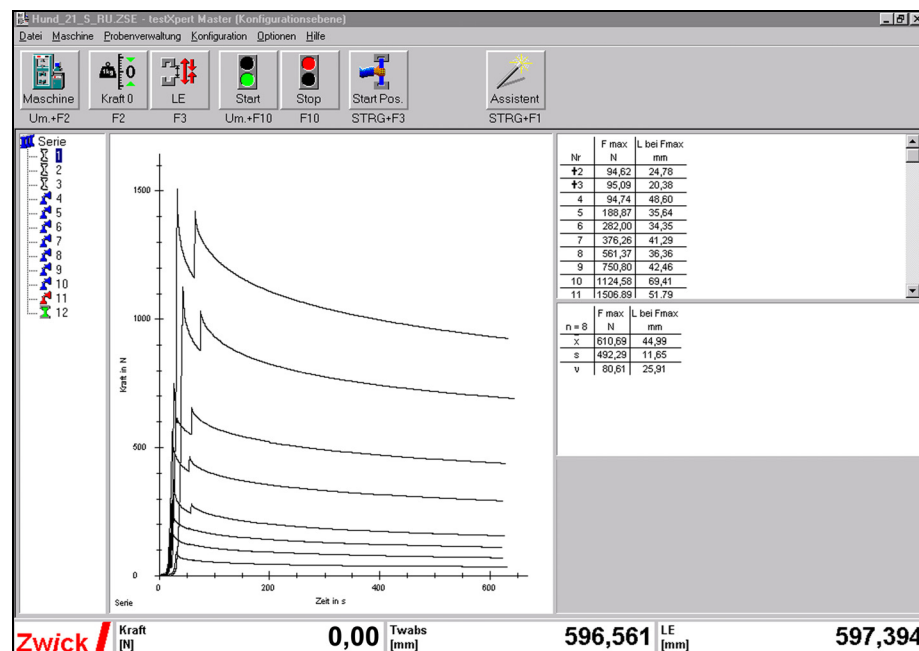 Hund_21_S_RU.ZSE - testXpert Master (Konfigurationsebene)
Datei Maschine Probenverwaltung Konfiguration Optionen Hilfe
Maschine Kraft 0 LE Start Stop Start Pos. Assistent
Um.+F2 F2 F3 Um.+F10 F10 STRG+F3 STRG+F1
Serie
1
2
3
4
5
6
7
8
9
10
11
12
Kraft in N
1500
1000
500
0
0 200 400 600
Serie Zeit in s
F max L bei Fmax
Nr N mm
✝2 94,62 24,78
✝3 95,09 20,38
4 94,74 48,60
5 188,87 35,64
6 282,00 34,35
7 376,26 41,29
8 561,37 36,36
9 750,80 42,46
10 1124,58 69,41
11 1506,89 51,79
F max L bei Fmax
n = 8 N mm
x̄ 610,69 44,99
s 492,29 11,65
ν 80,61 25,91
Zwick Kraft [N] 0,00 Twabs [mm] 596,561 LE [mm] 597,394